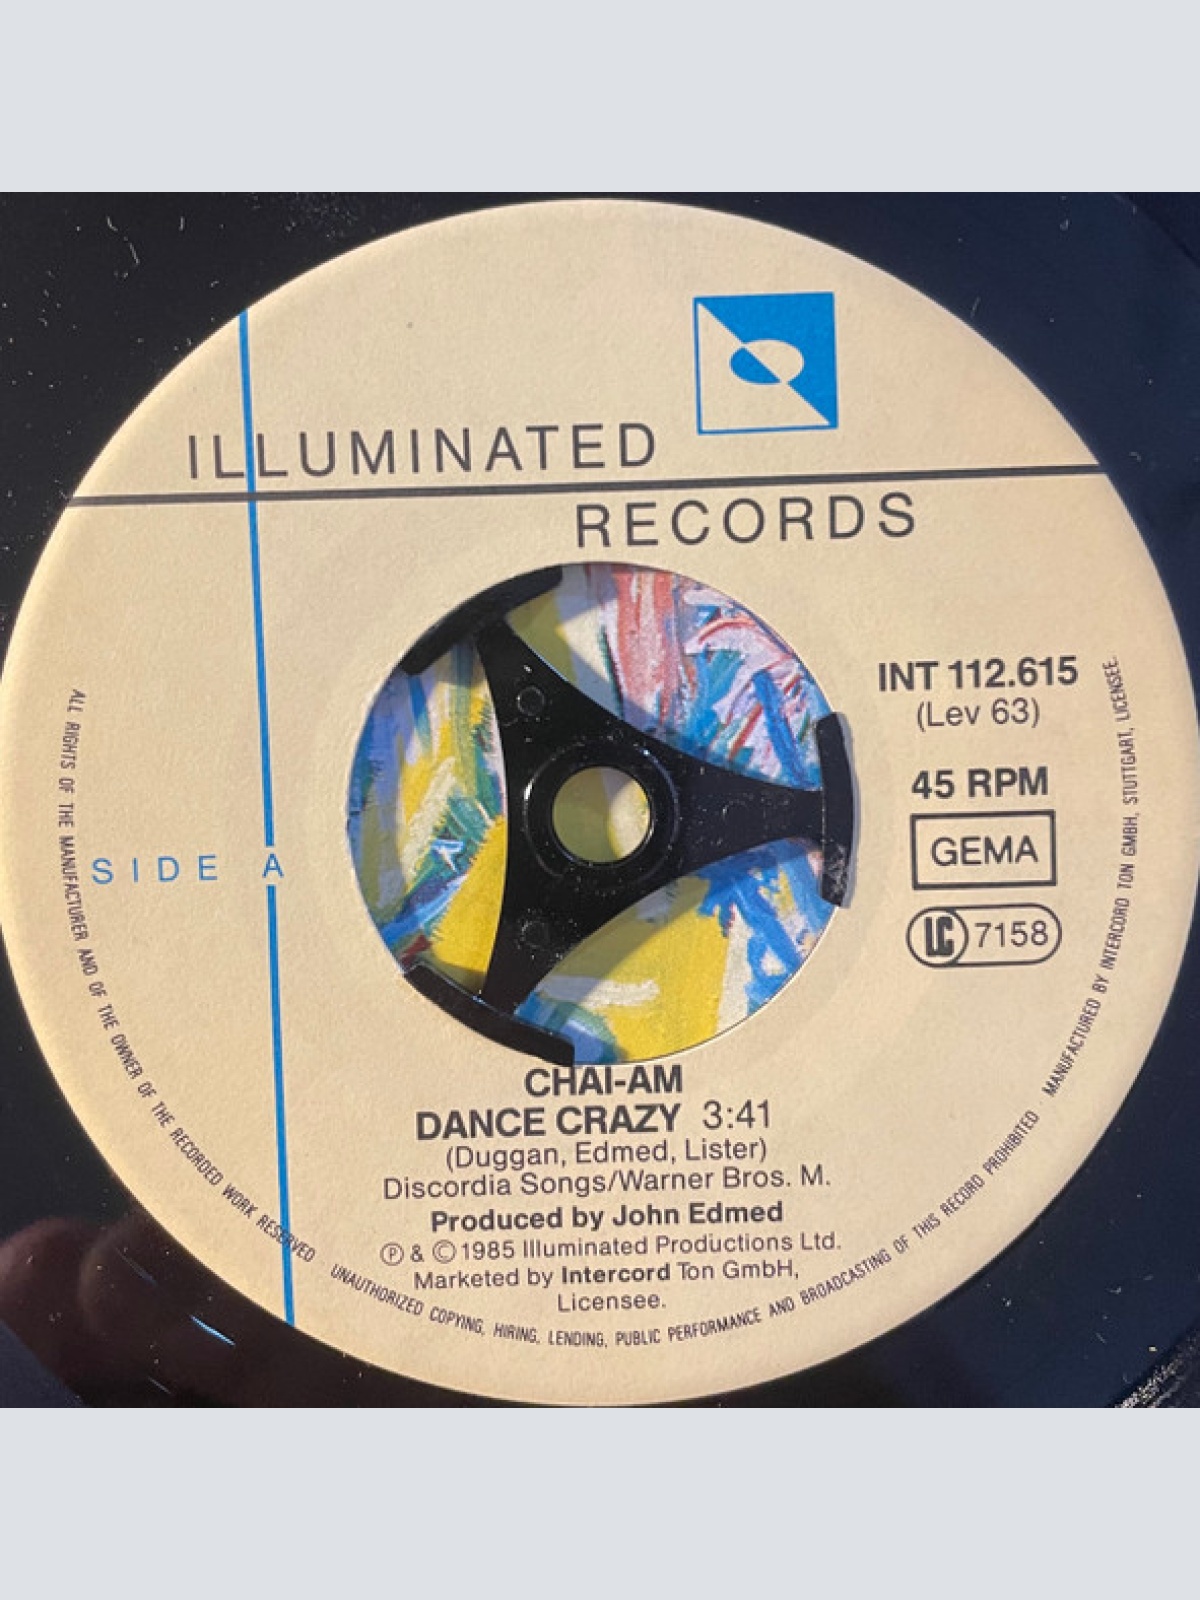 ILLUMINATED
RECORDS
INT 112.615
(Lev 63)
45 RPM
GEMA
LC 7158
SIDE A
CHAI-AM
DANCE CRAZY 3:41
(Duggan, Edmed, Lister)
Discordia Songs/Warner Bros. M.
Produced by John Edmed
Ⓟ & © 1985 Illuminated Productions Ltd.
Marketed by Intercord Ton GmbH,
Licensee.
ALL RIGHTS OF THE MANUFACTURER AND OF THE OWNER OF THE RECORDED WORK RESERVED UNAUTHORIZED COPYING, HIRING, LENDING, PUBLIC PERFORMANCE AND BROADCASTING OF THIS RECORD PROHIBITED · MANUFACTURED BY INTERCORD TON GMBH, STUTTGART, LICENSEE.